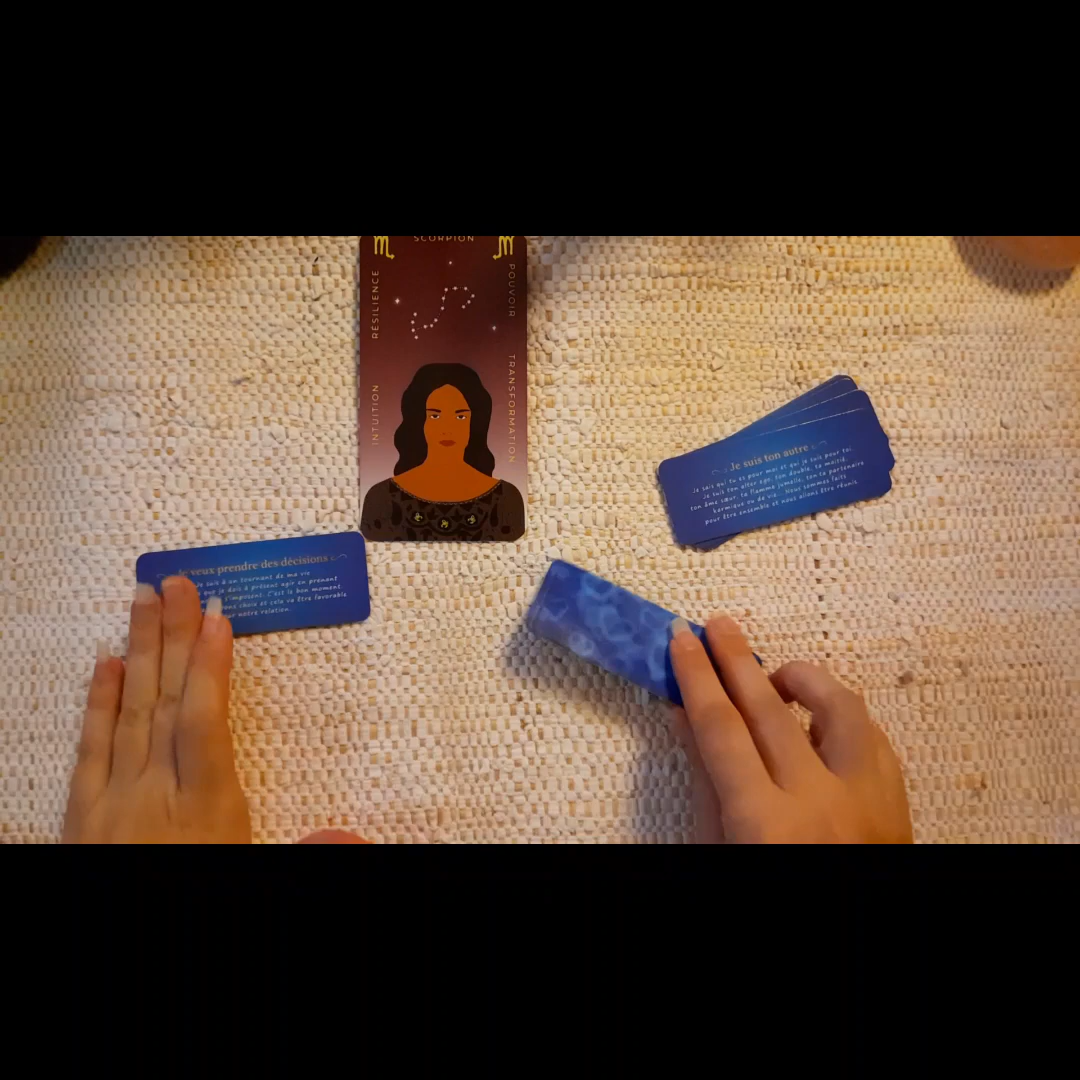 SCORPION
RÉSILIENCE
INTUITION
POUVOIR
TRANSFORMATION
Je suis ton autre
Je sais qui tu es pour moi et qui je suis pour toi.
Je suis ton alter ego, ton double, ta moitié,
ton âme sœur, ta flamme jumelle, ton ta partenaire
karmique ou de vie... Nous sommes faits
pour être ensemble et nous allons être réunis.
Je veux prendre des décisions
Je suis à un tournant de ma vie
que je dois à présent agir en prenant
s'imposent. C'est le bon moment.
choix et cela va être favorable
notre relation.